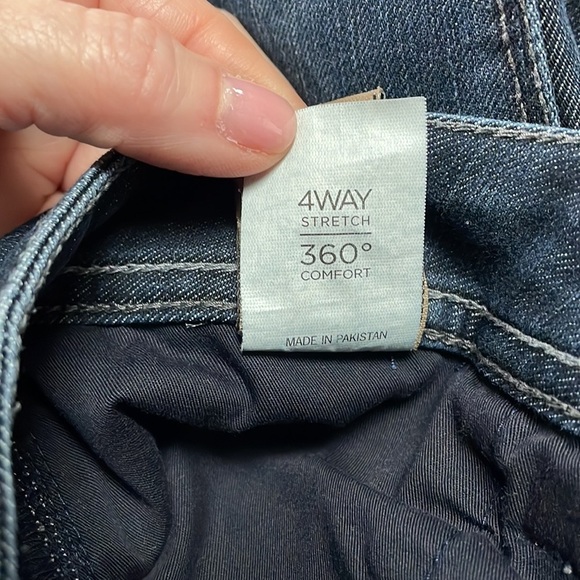 4WAY
STRETCH
360°
COMFORT
MADE IN PAKISTAN